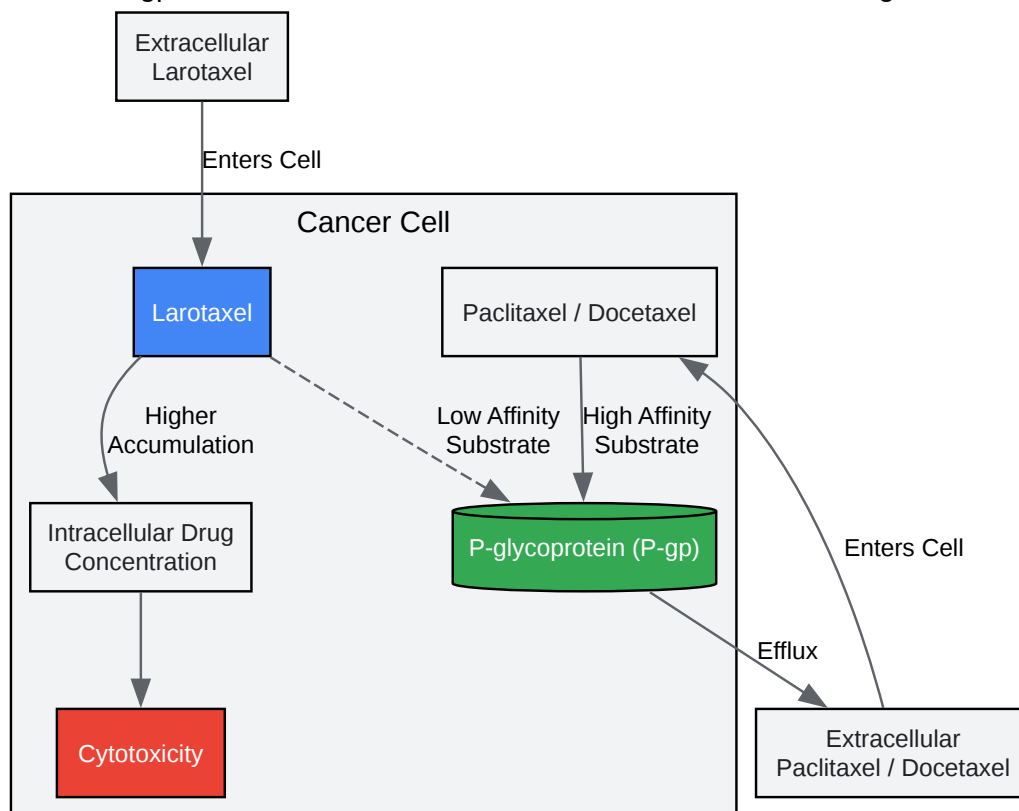 Extracellular
Larotaxel
Enters Cell
Cancer Cell
Larotaxel
Paclitaxel / Docetaxel
Higher
Accumulation
Low Affinity
Substrate
High Affinity
Substrate
Intracellular Drug
Concentration
P-glycoprotein (P-gp)
Enters Cell
Efflux
Cytotoxicity
Extracellular
Paclitaxel / Docetaxel